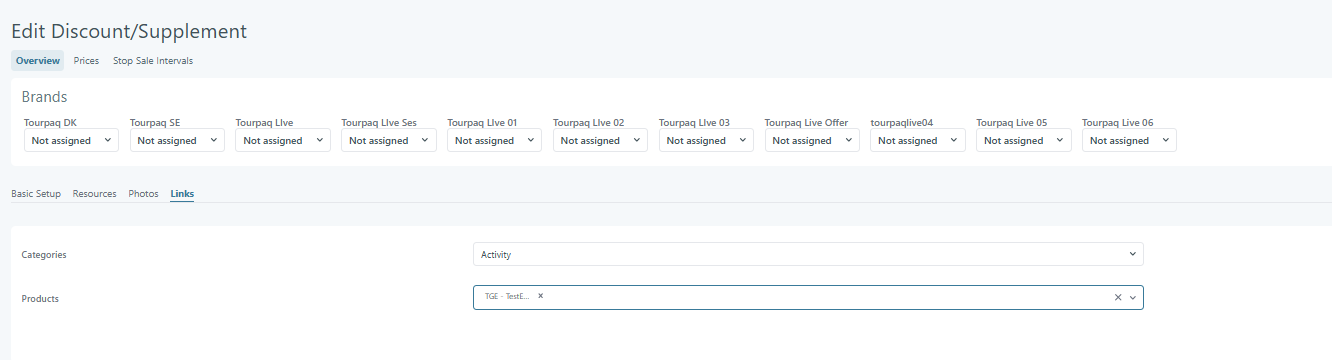 Edit Discount/Supplement
Overview Prices Stop Sale Intervals
Brands
Tourpaq DK Tourpaq SE Tourpaq LIve Tourpaq LIve Ses Tourpaq LIve 01 Tourpaq LIve 02 Tourpaq LIve 03 Tourpaq Live Offer tourpaqlive04 Tourpaq Live 05 Tourpaq Live 06
Not assigned Not assigned Not assigned Not assigned Not assigned Not assigned Not assigned Not assigned Not assigned Not assigned Not assigned
Basic Setup Resources Photos Links
Categories Activity
Products TGE - TestE...